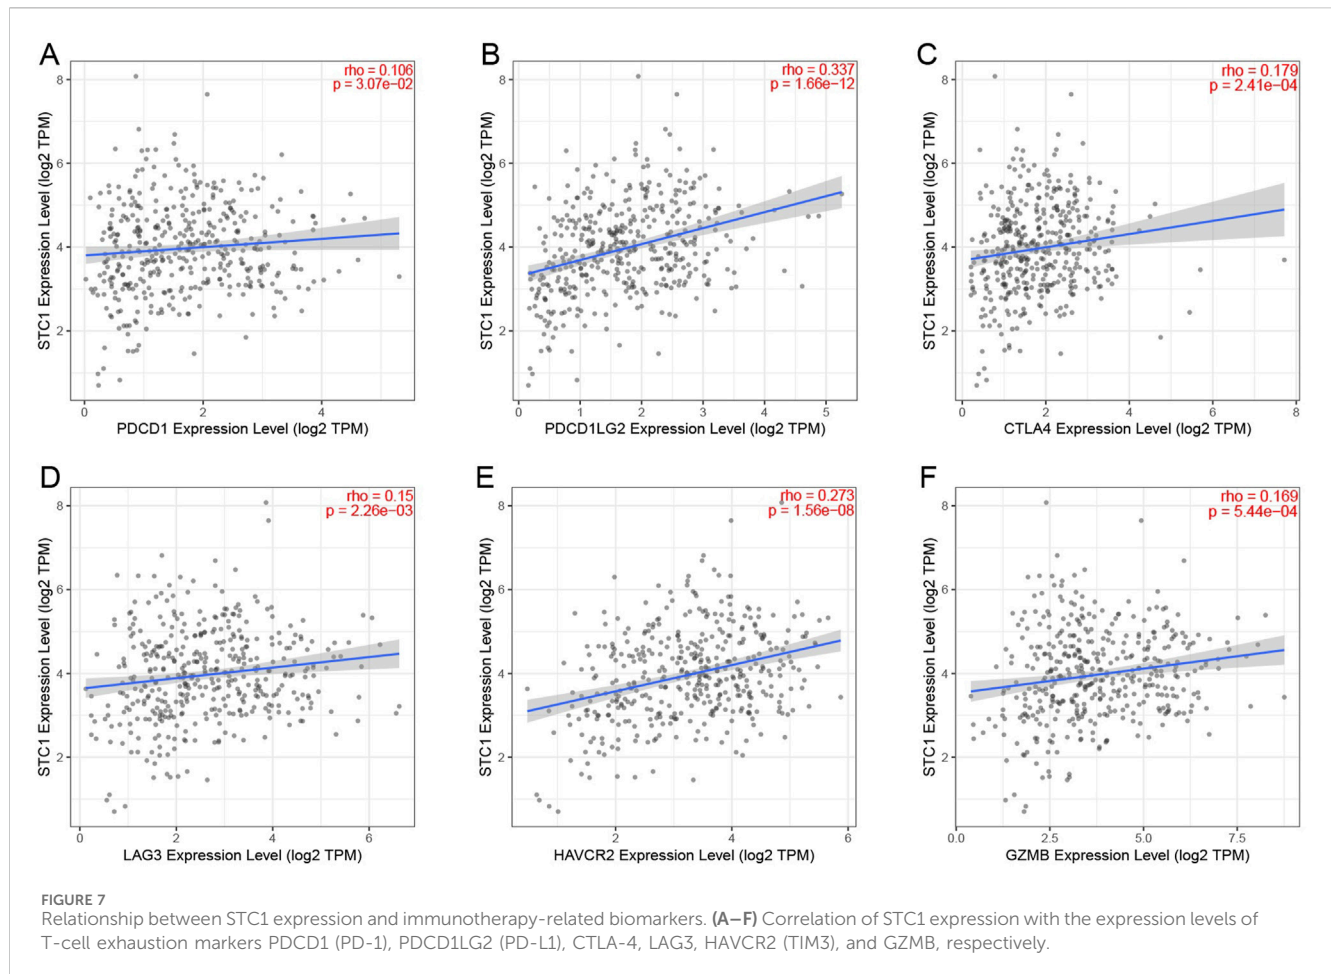 A
rho = 0.106
p = 3.07e−02
8
6
4
2
STC1 Expression Level (log2 TPM)
0 2 4
PDCD1 Expression Level (log2 TPM)
B
rho = 0.337
p = 1.66e−12
8
6
4
2
STC1 Expression Level (log2 TPM)
0 1 2 3 4 5
PDCD1LG2 Expression Level (log2 TPM)
C
rho = 0.179
p = 2.41e−04
8
6
4
2
STC1 Expression Level (log2 TPM)
0 2 4 6 8
CTLA4 Expression Level (log2 TPM)
D
rho = 0.15
p = 2.26e−03
8
6
4
2
STC1 Expression Level (log2 TPM)
0 2 4 6
LAG3 Expression Level (log2 TPM)
E
rho = 0.273
p = 1.56e−08
8
6
4
2
STC1 Expression Level (log2 TPM)
2 4 6
HAVCR2 Expression Level (log2 TPM)
F
rho = 0.169
p = 5.44e−04
8
6
4
2
STC1 Expression Level (log2 TPM)
0.0 2.5 5.0 7.5
GZMB Expression Level (log2 TPM)
FIGURE 7
Relationship between STC1 expression and immunotherapy-related biomarkers. (A–F) Correlation of STC1 expression with the expression levels of
T-cell exhaustion markers PDCD1 (PD-1), PDCD1LG2 (PD-L1), CTLA-4, LAG3, HAVCR2 (TIM3), and GZMB, respectively.